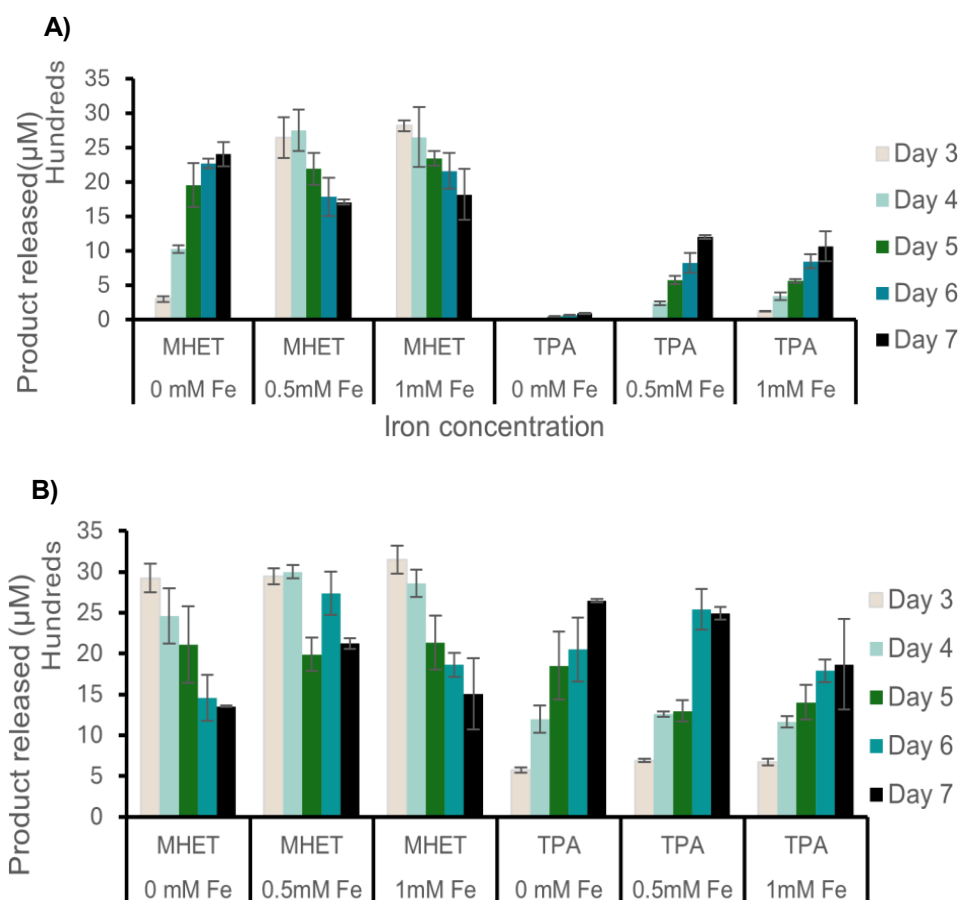 A)
Product released(µM)
Hundreds
35
30
25
20
15
10
5
0
MHET MHET MHET TPA TPA TPA
0 mM Fe 0.5mM Fe 1mM Fe 0 mM Fe 0.5mM Fe 1mM Fe
Iron concentration
Day 3
Day 4
Day 5
Day 6
Day 7
B)
Product released (µM)
Hundreds
35
30
25
20
15
10
5
0
MHET MHET MHET TPA TPA TPA
0 mM Fe 0.5mM Fe 1mM Fe 0 mM Fe 0.5mM Fe 1mM Fe
Day 3
Day 4
Day 5
Day 6
Day 7